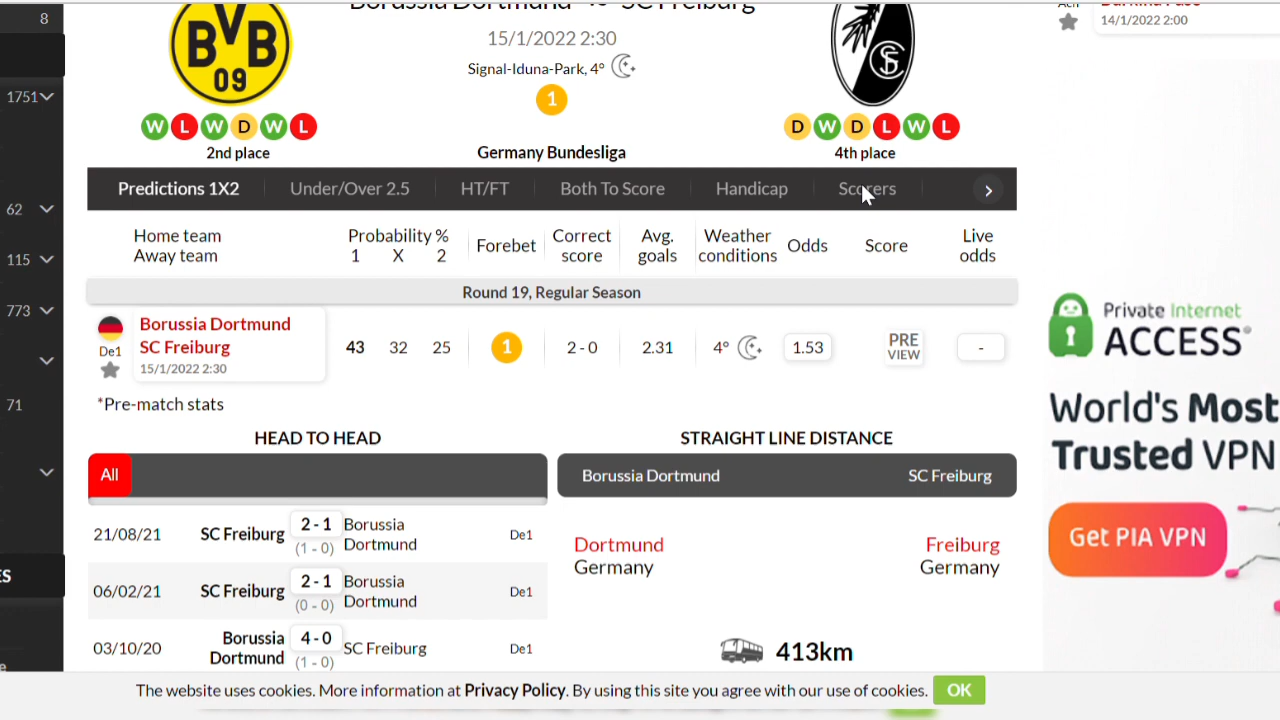 8
Borussia Dortmund vs SC Freiburg
15/1/2022 2:30
14/1/2022 2:00
Signal-Iduna-Park, 4°
1
BVB
09
W L W D W L
D W D L W L
2nd place
Germany Bundesliga
4th place
1751
Predictions 1X2 Under/Over 2.5 HT/FT Both To Score Handicap Scorers
62
Home team
Away team
Probability %
1 X 2
Forebet
Correct
score
Avg.
goals
Weather
conditions
Odds
Score
Live
odds
115
Round 19, Regular Season
773
De1
Borussia Dortmund
SC Freiburg
15/1/2022 2:30
43 32 25 1 2 - 0 2.31 4° 1.53 PRE
VIEW
-
71
*Pre-match stats
HEAD TO HEAD
STRAIGHT LINE DISTANCE
All
Borussia Dortmund SC Freiburg
21/08/21 SC Freiburg 2 - 1 Borussia
(1 - 0) Dortmund De1
06/02/21 SC Freiburg 2 - 1 Borussia
(0 - 0) Dortmund De1
03/10/20 Borussia
Dortmund 4 - 0 SC Freiburg De1
(1 - 0)
Dortmund
Germany
Freiburg
Germany
413km
ES
Private Internet
ACCESS®
World's Most
Trusted VPN
Get PIA VPN
The website uses cookies. More information at Privacy Policy. By using this site you agree with our use of cookies. OK